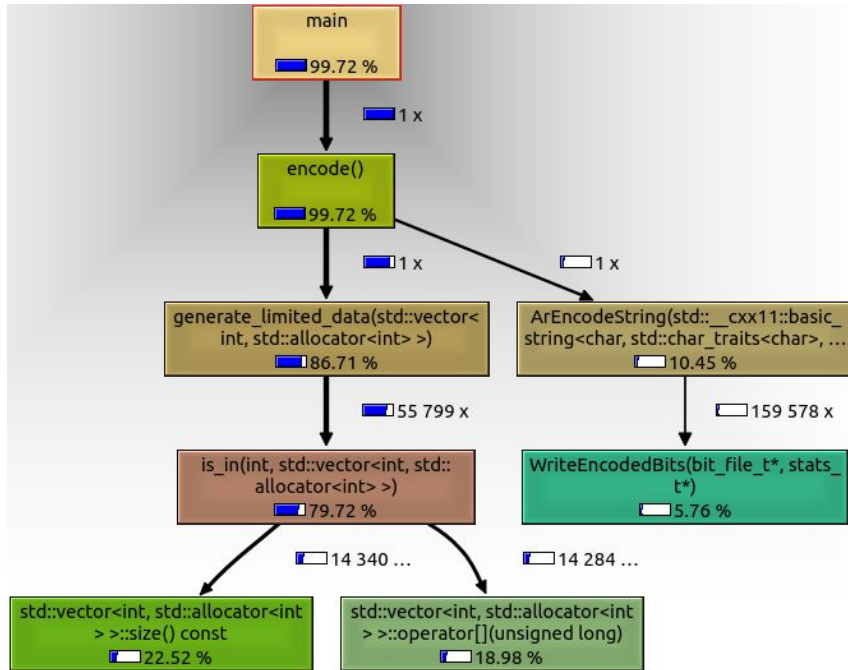 main
99.72 %
1 x
encode()
99.72 %
1 x
1 x
generate_limited_data(std::vector<
int, std::allocator<int> >)
86.71 %
ArEncodeString(std::__cxx11::basic_
string<char, std::char_traits<char>, ...
10.45 %
55 799 x
159 578 x
is_in(int, std::vector<int, std::
allocator<int> >)
79.72 %
WriteEncodedBits(bit_file_t*, stats_
t*)
5.76 %
14 340 ...
14 284 ...
std::vector<int, std::allocator<int
> >::size() const
22.52 %
std::vector<int, std::allocator<int
> >::operator[](unsigned long)
18.98 %